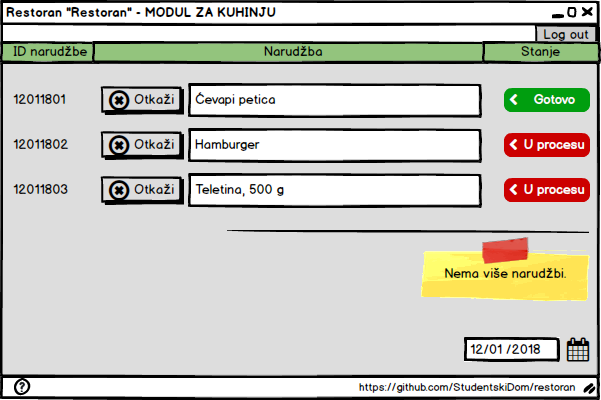 Restoran "Restoran" - MODUL ZA KUHINJU
Log out
ID narudžbe Narudžba Stanje
12011801 Otkaži Ćevapi petica Gotovo
12011802 Otkaži Hamburger U procesu
12011803 Otkaži Teletina, 500 g U procesu
Nema više narudžbi.
12/01 /2018
? https://github.com/StudentskiDom/restoran